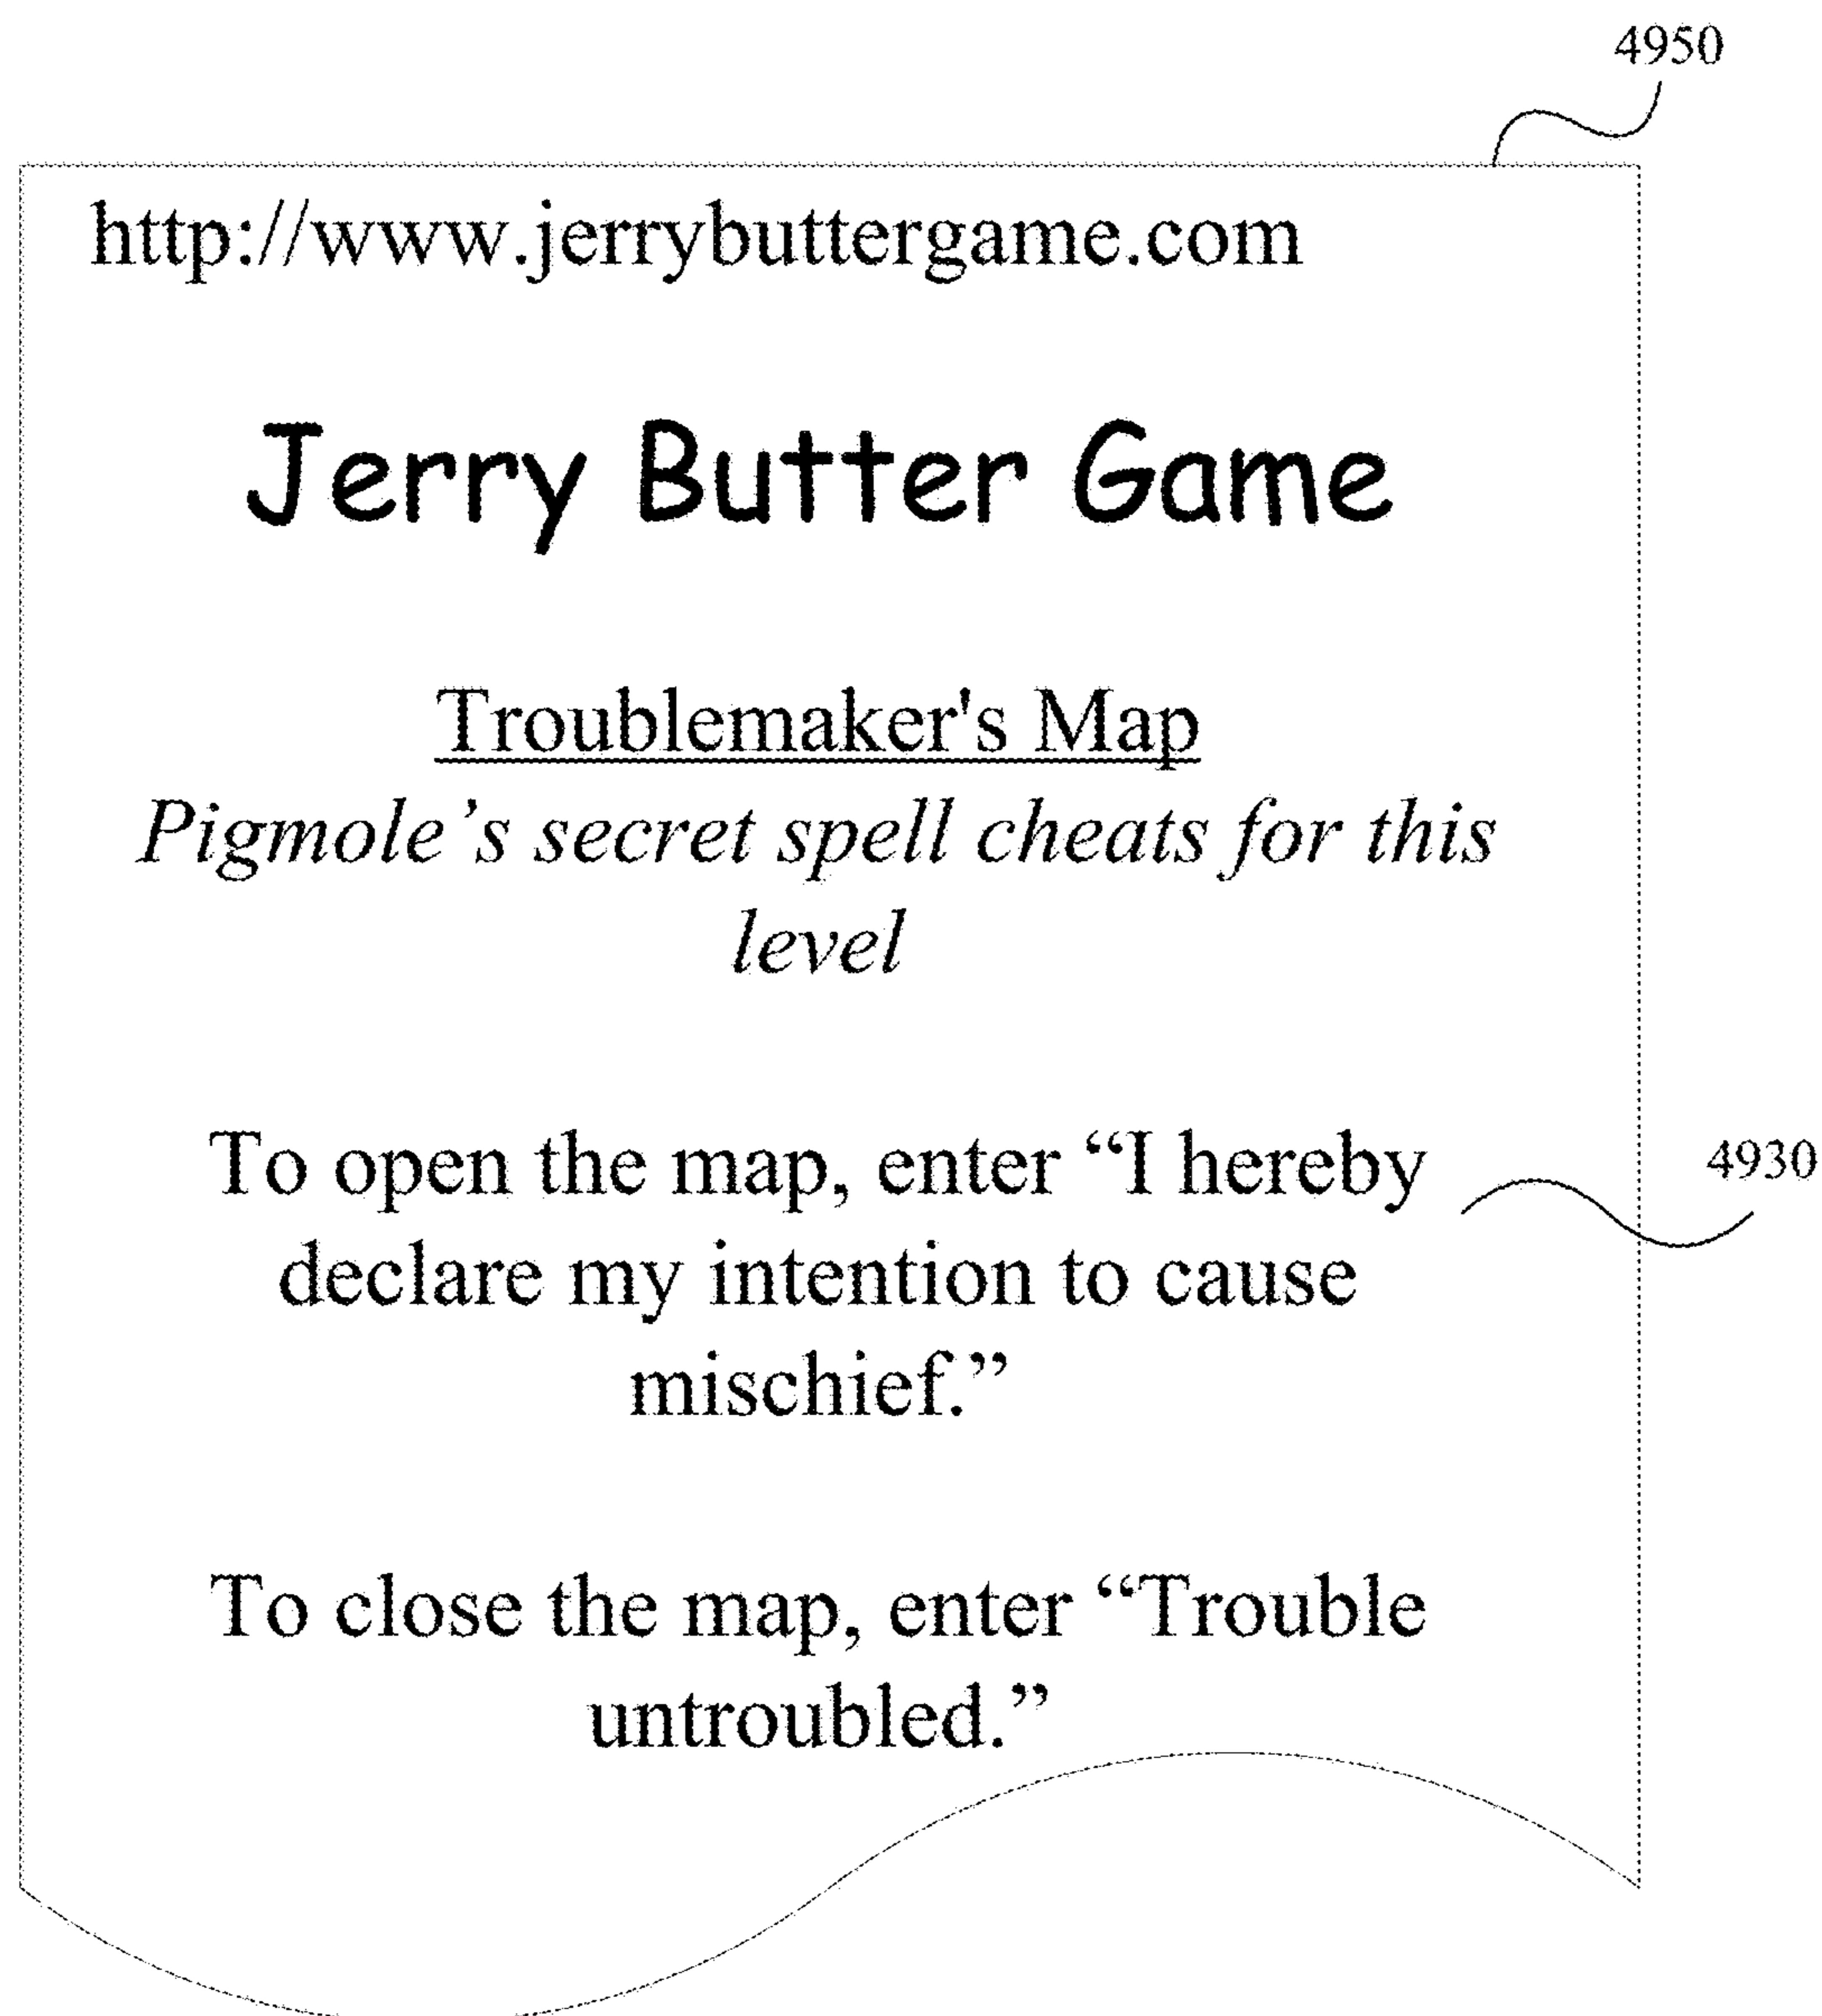 4950
http://www.jerrybuttergame.com
Jerry Butter Game
Troublemaker's Map
Pigmole’s secret spell cheats for this
level
To open the map, enter “I hereby
4930
declare my intention to cause
mischief.”
To close the map, enter “Trouble
untroubled.”